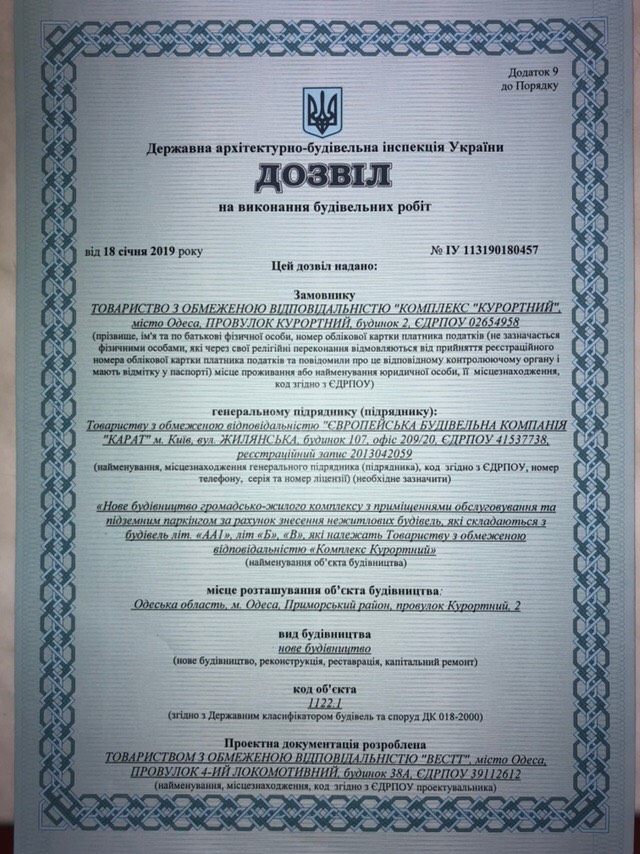 Додаток 9
до Порядку
Державна архітектурно-будівельна інспекція України
ДОЗВІЛ
на виконання будівельних робіт
від 18 січня 2019 року № ІУ 113190180457
Цей дозвіл надано:
Замовнику
ТОВАРИСТВО З ОБМЕЖЕНОЮ ВІДПОВІДАЛЬНІСТЮ "КОМПЛЕКС "КУРОРТНИЙ",
місто Одеса, ПРОВУЛОК КУРОРТНИЙ, будинок 2, ЄДРПОУ 02654958
(прізвище, ім'я та по батькові фізичної особи, номер облікової картки платника податків (не зазначається
фізичними особами, які через свої релігійні переконання відмовляються від прийняття реєстраційного
номера облікової картки платника податків та повідомили про це відповідному контролюючому органу і
мають відмітку у паспорті) місце проживання або найменування юридичної особи, її місцезнаходження,
код згідно з ЄДРПОУ)
генеральному підряднику (підряднику):
Товариству з обмеженою відповідальністю "ЄВРОПЕЙСЬКА БУДІВЕЛЬНА КОМПАНІЯ
"КАРАТ" м. Київ, вул. ЖИЛЯНСЬКА, будинок 107, офіс 209/20, ЄДРПОУ 41537738,
реєстраційний запис 2013042059
(найменування, місцезнаходження генерального підрядника (підрядника), код згідно з ЄДРПОУ, номер
телефону, серія та номер ліцензії) (необхідне зазначити)
«Нове будівництво громадсько-жилого комплексу з приміщеннями обслуговування та
підземним паркінгом за рахунок знесення нежитлових будівель, які складаються з
будівель літ. «АА1», літ «Б», «В», які належать Товариству з обмеженою
відповідальністю «Комплекс Курортний»
(найменування об'єкта будівництва)
місце розташування об'єкта будівництва:
Одеська область, м. Одеса, Приморський район, провулок Курортний, 2
вид будівництва
нове будівництво
(нове будівництво, реконструкція, реставрація, капітальний ремонт)
код об'єкта
1122.1
(згідно з Державним класифікатором будівель та споруд ДК 018-2000)
Проектна документація розроблена
ТОВАРИСТВОМ З ОБМЕЖЕНОЮ ВІДПОВІДАЛЬНІСТЮ "ВЕСТТ", місто Одеса,
ПРОВУЛОК 4-ИЙ ЛОКОМОТИВНИЙ, будинок 38А, ЄДРПОУ 39112612
(найменування, місцезнаходження, код згідно з ЄДРПОУ проектувальника)